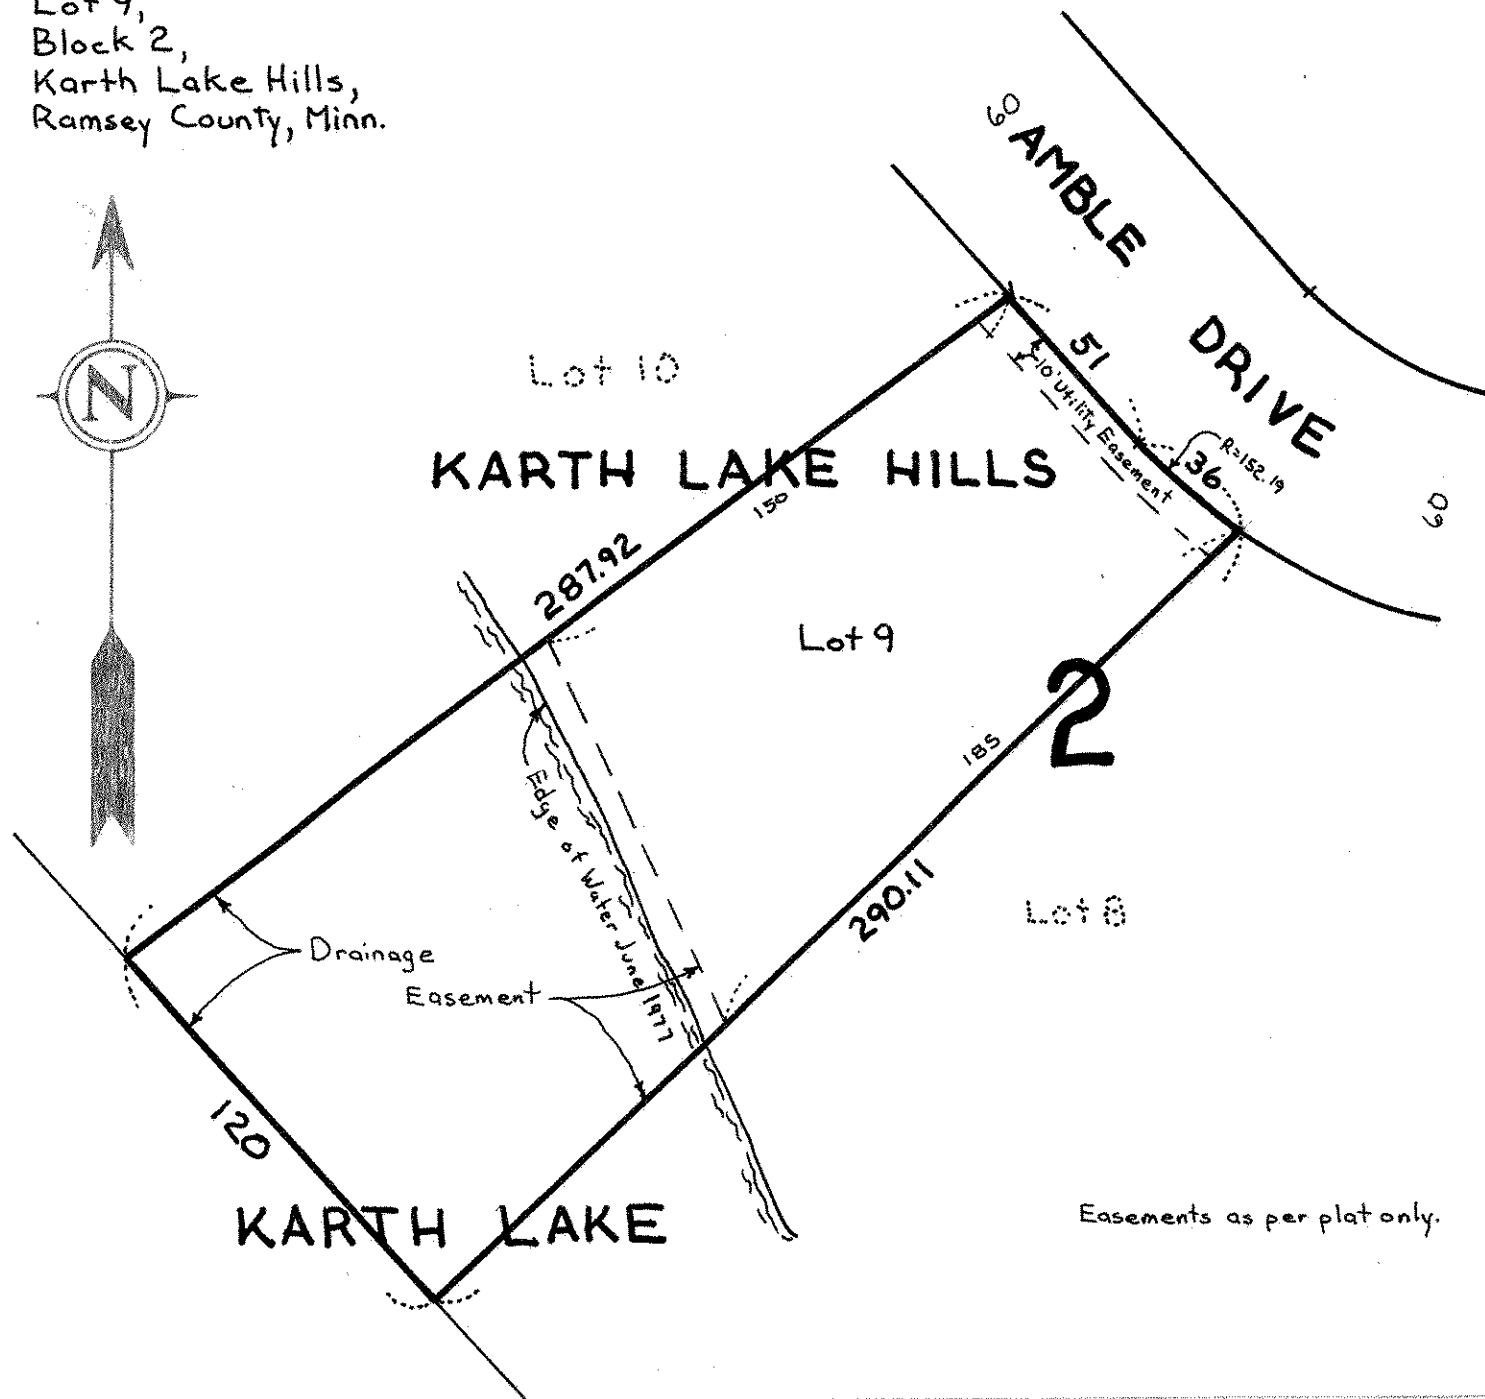 Lot 9,
Block 2,
Karth Lake Hills,
Ramsey County, Minn.
N
60
AMBLE
DRIVE
Lot 10
51
10' Utility Easement
R=152.19
36
60
KARTH LAKE HILLS
150
287.92
Lot 9
2
185
Edge of Water June 1977
290.11
Lot 8
Drainage
Easement
120
KARTH LAKE
Easements as per plat only.